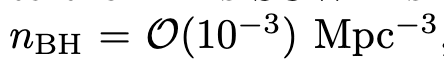 n_BH = 𝒪(10⁻³) Mpc⁻³,